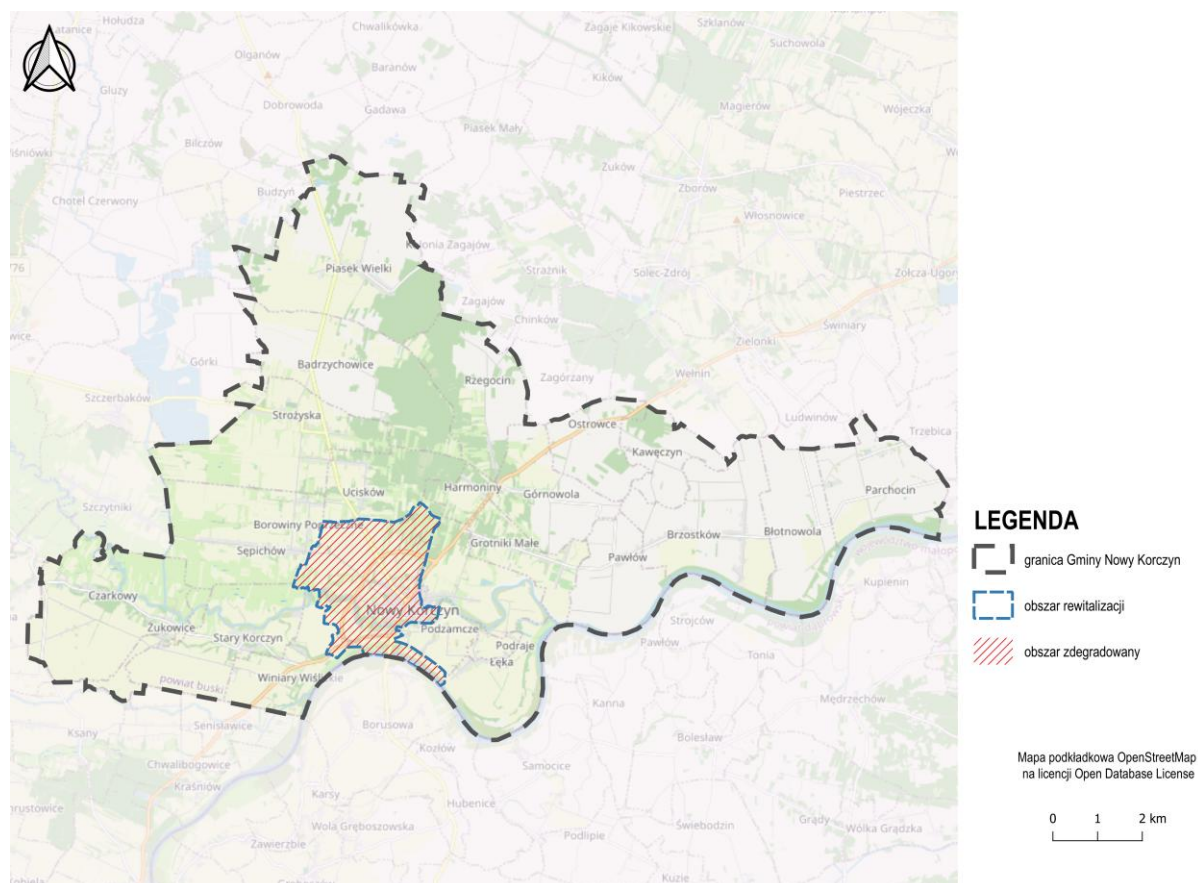 Chwalikówka
Zagaje Kikowskie
Szklanów
Hołudza
Suchowola
Olganów
Baranów
Kików
Gluzy
Dobrowoda
Gadawa
Magierów
Wójeczka
Piasek Mały
Bilczów
Żuków
Zborów
Piestrzec
Chotel Czerwony
Budzyń
Włosnowice
Kolonia Zagajów
776
Piasek Wielki
Strażnik
Solec-Zdrój
Zagajów
Chinków
Świniary
Zielonki
Górki
Badrzychowice
Rzegocin
Zagórzany
Wełnin
Szczerbaków
Strożyska
Ostrowce
Ludwinów
Trzebica
Kawęczyn
Ucisków
Harmoniny
Górnowola
Parchocin
Szczytniki
Borowiny Poprzeczne
Sępichów
Grotniki Małe
Brzostków
Błotnowola
Pawłów
Kupienin
Czarkowy
Nowy Korczyn
Żukowice
Stary Korczyn
Podzamcze
Strojców
Podraje
Pawłów
Łęka
Tonia
powiat buski
Winiary Wiślickie
Mędrzechów
Senisławice
Borusowa
Kanna
Ksany
Bolesław
Chwalibogowice
Kozłów
Samocice
Kraśniów
Karsy
Hubenice
Wola Gręboszowska
Świebodzin
Grądy
Wólka Grądzka
Podlipie
Zawierzbie
Kuzie
LEGENDA
granica Gminy Nowy Korczyn
obszar rewitalizacji
obszar zdegradowany
Mapa podkładkowa OpenStreetMap
na licencji Open Database License
0 1 2 km